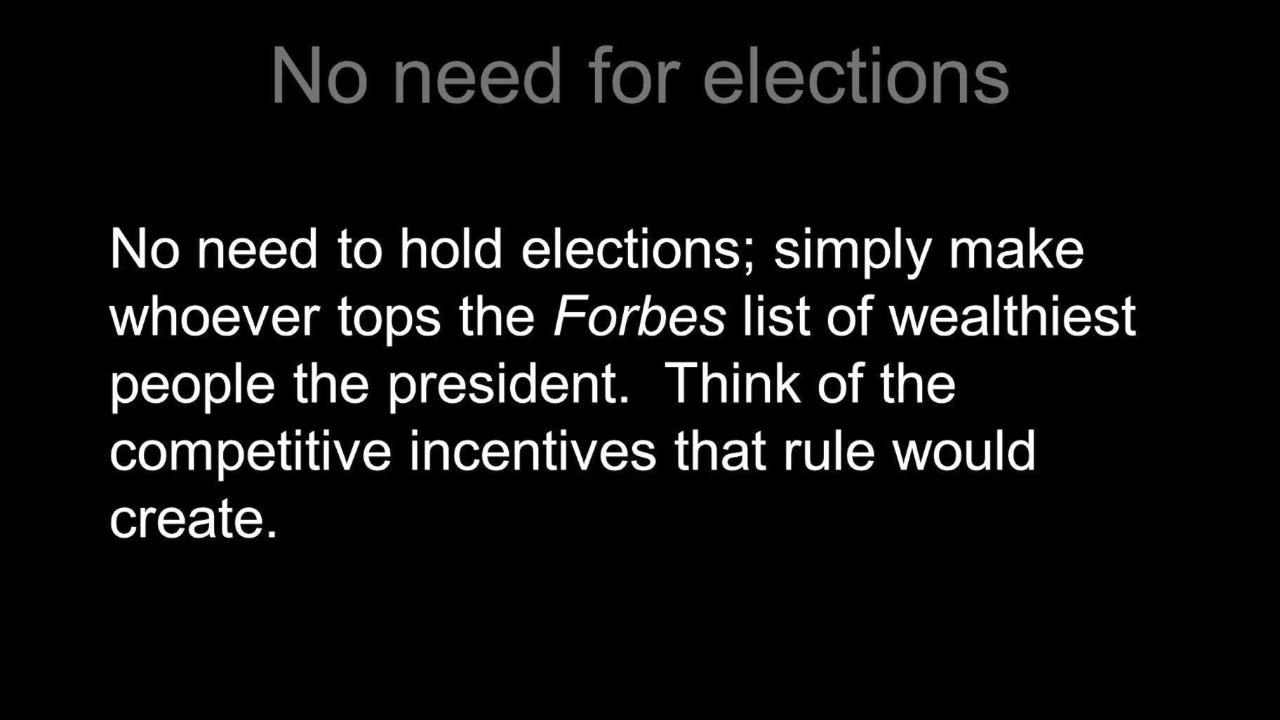 No need for elections
No need to hold elections; simply make
whoever tops the Forbes list of wealthiest
people the president.  Think of the
competitive incentives that rule would
create.